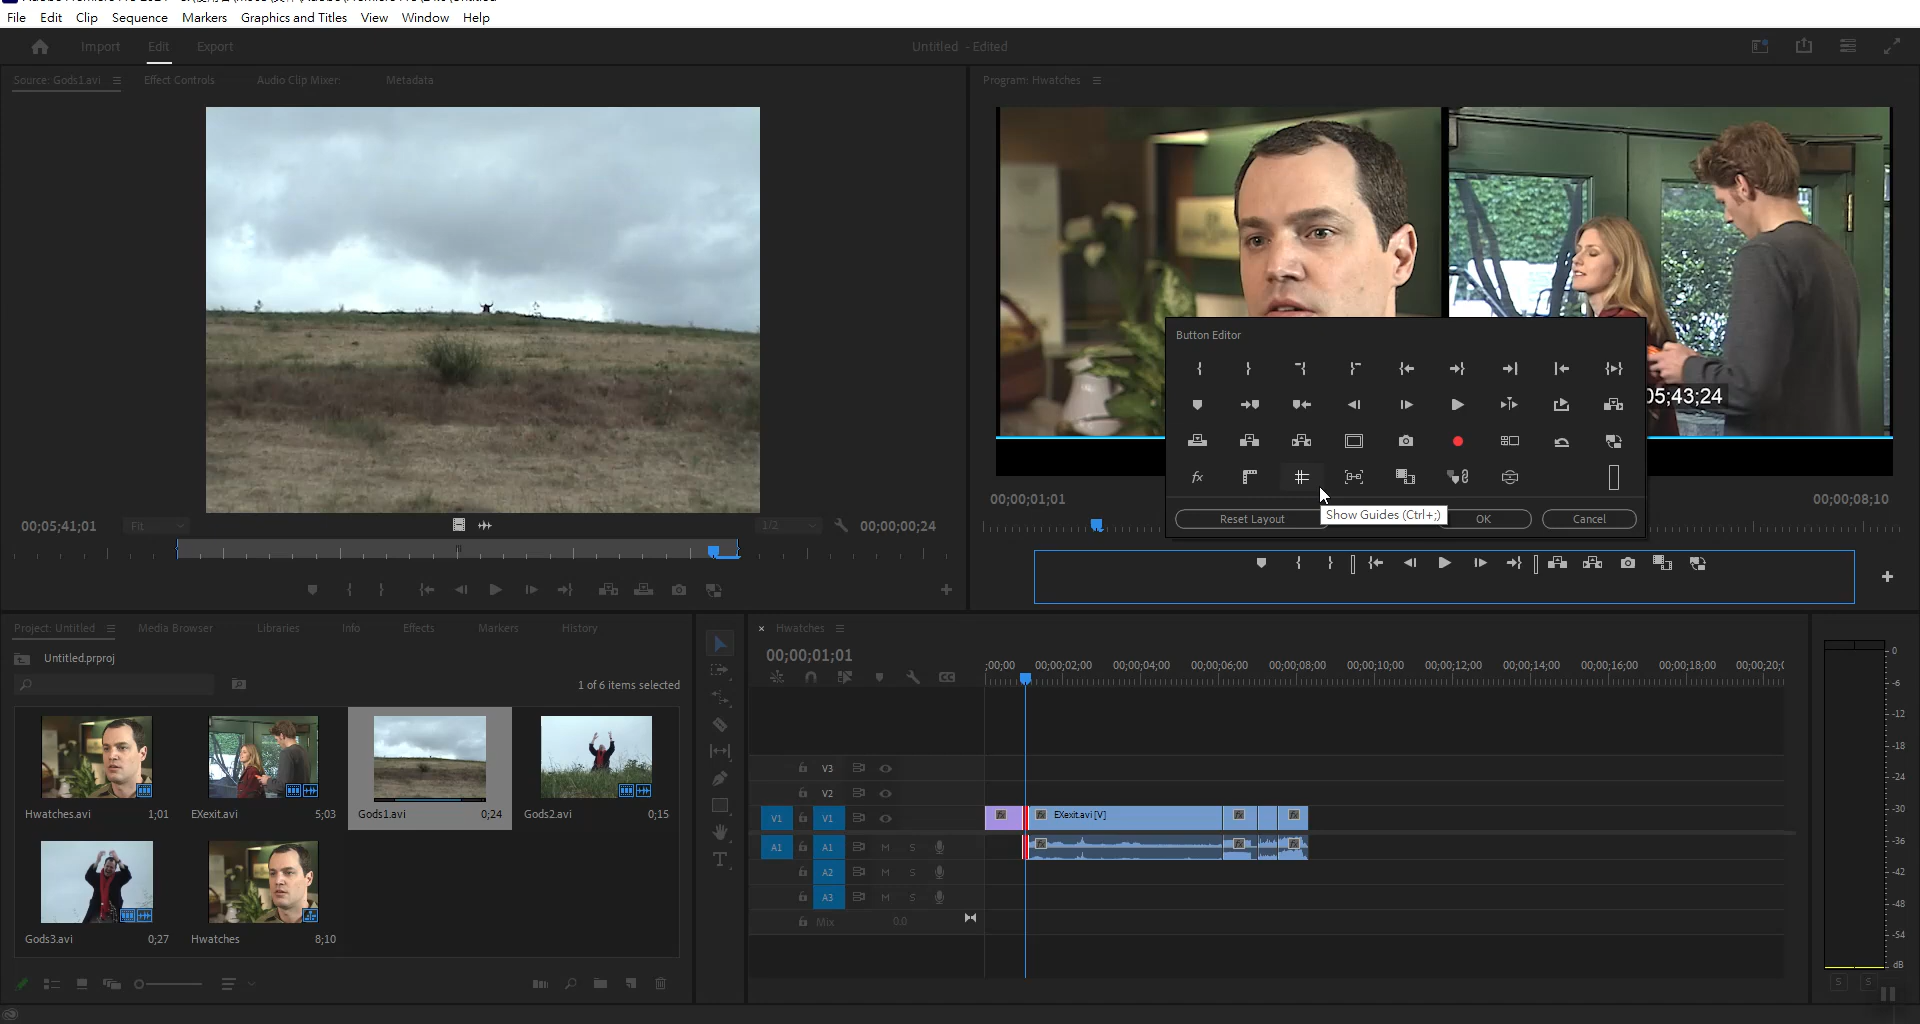 File Edit Clip Sequence Markers Graphics and Titles View Window Help
Import Edit Export
Untitled - Edited
Source: Gods1.avi Effect Controls Audio Clip Mixer: Metadata
Program: Hwatches
05;43;24
Button Editor
fx
Reset Layout OK Cancel
Show Guides (Ctrl+;)
00;05;41;01 Fit 1/2 00;00;00;24
00;00;01;01 00;00;08;10
Project: Untitled Media Browser Libraries Info Effects Markers History
Untitled.prproj
1 of 6 items selected
Hwatches.avi 1;01 EXexit.avi 5;03 Gods1.avi 0;24 Gods2.avi 0;15
Gods3.avi 0;27 Hwatches 8;10
× Hwatches
00;00;01;01
;00;00 00;00;02;00 00;00;04;00 00;00;06;00 00;00;08;00 00;00;10;00 00;00;12;00 00;00;14;00 00;00;16;00 00;00;18;00 00;00;20;0
V3
V2
V1 V1 fx fx EXexit.avi [V] fx fx
A1 A1 M S fx fx fx
A2 M S
A3 M S
Mix 0.0
0
-6
-12
-18
-24
-30
-36
-42
-48
-54
dB
S S